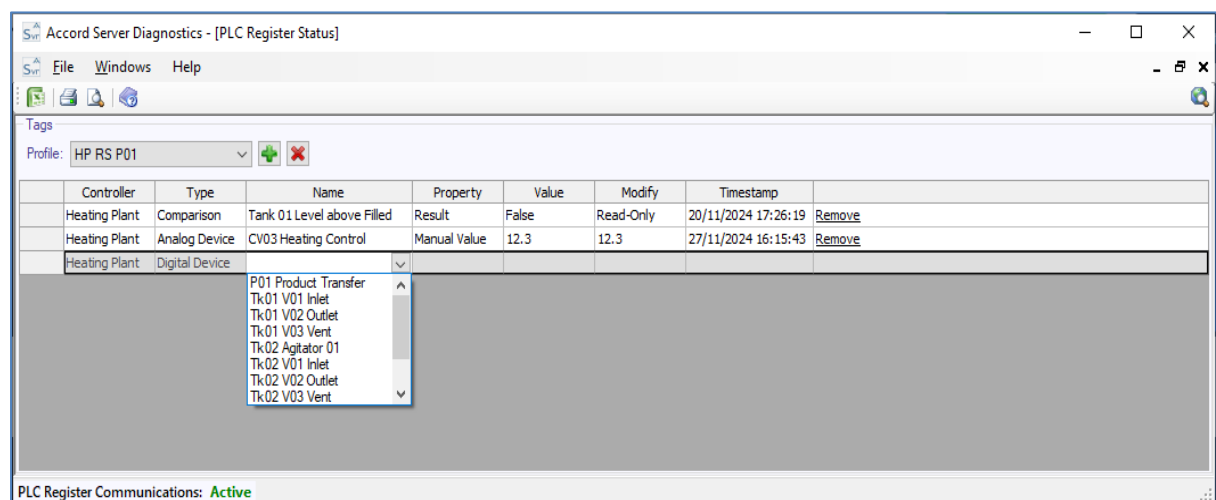 Svr Accord Server Diagnostics - [PLC Register Status]
Svr File Windows Help
Tags
Profile: HP RS P01
Controller Type Name Property Value Modify Timestamp
Heating Plant Comparison Tank 01 Level above Filled Result False Read-Only 20/11/2024 17:26:19 Remove
Heating Plant Analog Device CV03 Heating Control Manual Value 12.3 12.3 27/11/2024 16:15:43 Remove
Heating Plant Digital Device
P01 Product Transfer
Tk01 V01 Inlet
Tk01 V02 Outlet
Tk01 V03 Vent
Tk02 Agitator 01
Tk02 V01 Inlet
Tk02 V02 Outlet
Tk02 V03 Vent
PLC Register Communications: Active